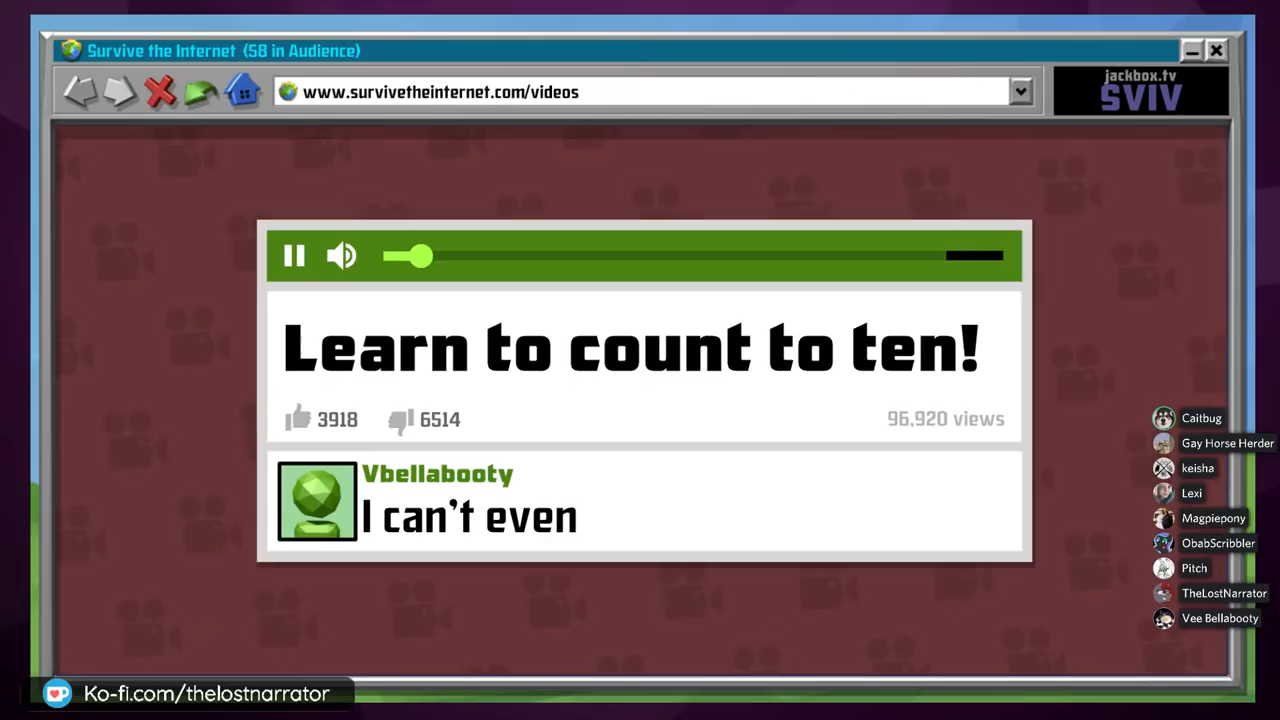 Survive the Internet (58 in Audience)
www.survivetheinternet.com/videos
jackbox.tv
SVIV
Learn to count to ten!
3918
6514
96,920 views
Vbellabooty
I can't even
Caitbug
Gay Horse Herder
keisha
Lexi
Magpiepony
ObabScribbler
Pitch
TheLostNarrator
Vee Bellabooty
Ko-fi.com/thelostnarrator